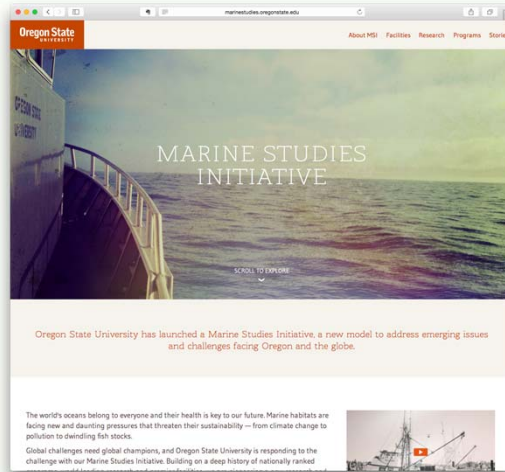 marinestudies.oregonstate.edu
Oregon State
UNIVERSITY
About MSI Facilities Research Programs Storie
OREGON STATE
UNIVERSITY
MARINE STUDIES
INITIATIVE
SCROLL TO EXPLORE
Oregon State University has launched a Marine Studies Initiative, a new model to address emerging issues
and challenges facing Oregon and the globe.
The world's oceans belong to everyone and their health is key to our future. Marine habitats are
facing new and daunting pressures that threaten their sustainability — from climate change to
pollution to dwindling fish stocks.
Global challenges need global champions, and Oregon State University is responding to the
challenge with our Marine Studies Initiative. Building on a deep history of nationally ranked